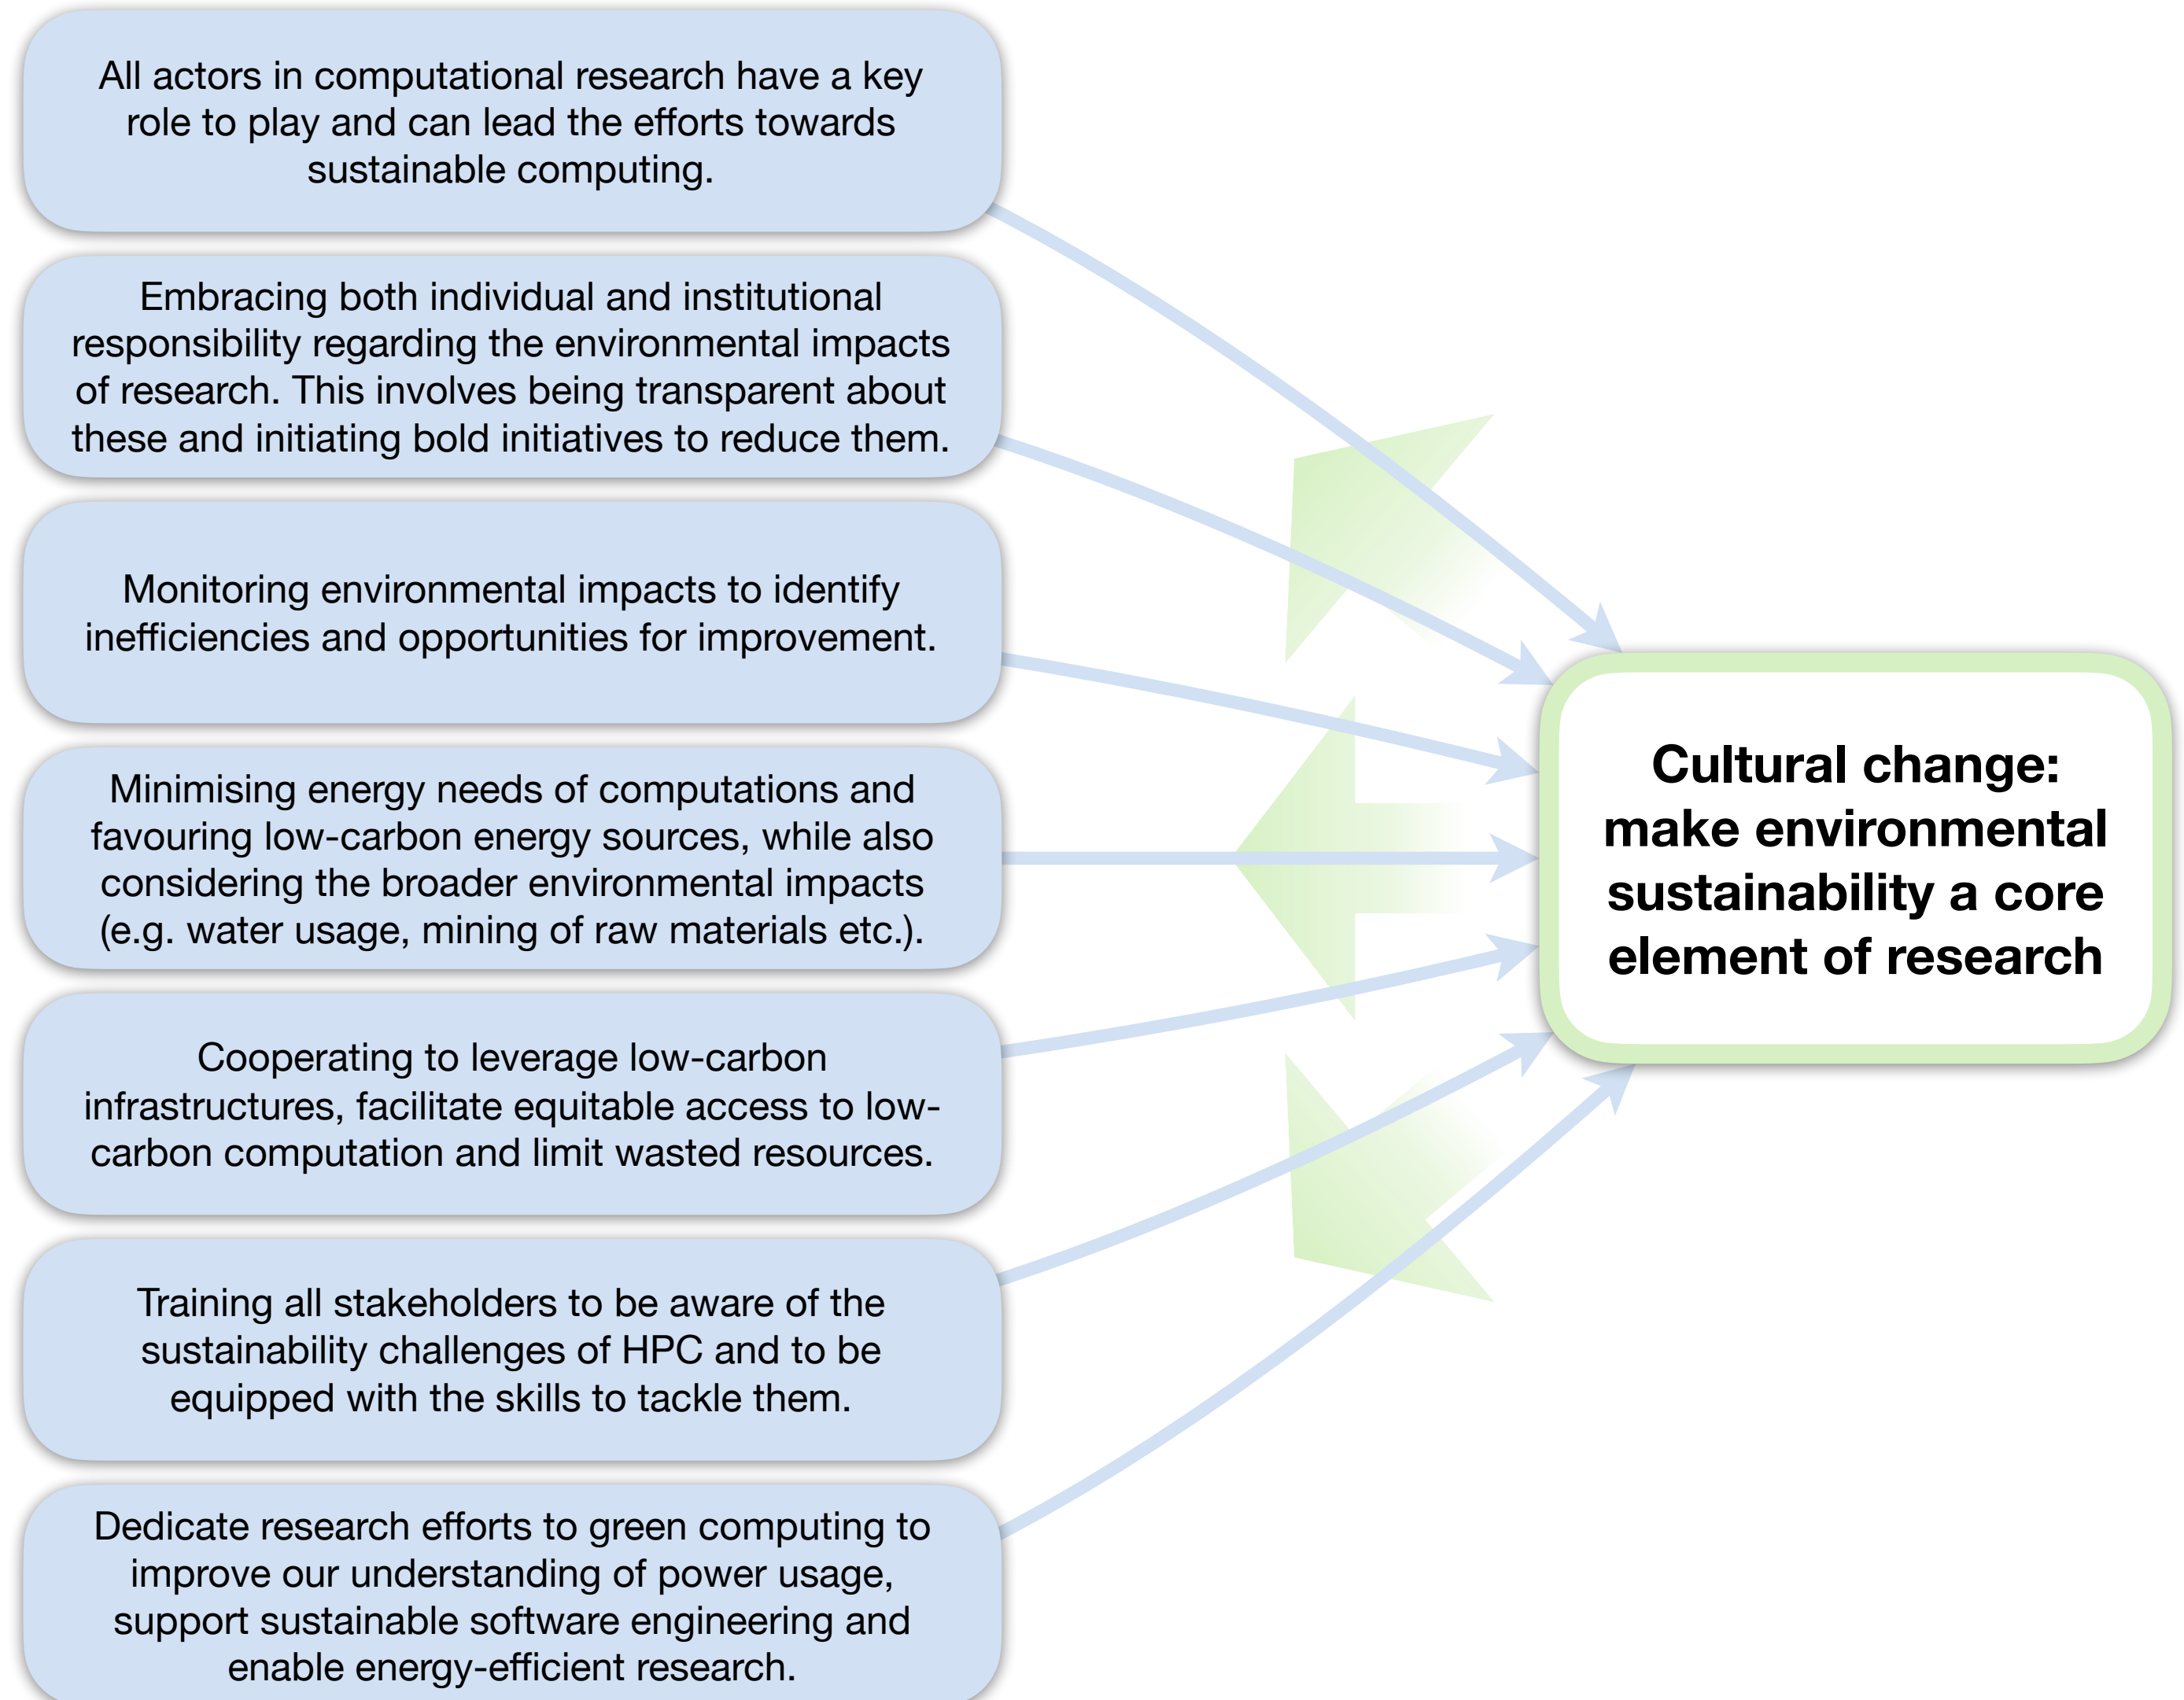 All actors in computational research have a key
role to play and can lead the efforts towards
sustainable computing.
Embracing both individual and institutional
responsibility regarding the environmental impacts
of research. This involves being transparent about
these and initiating bold initiatives to reduce them.
Monitoring environmental impacts to identify
inefficiencies and opportunities for improvement.
Minimising energy needs of computations and
favouring low-carbon energy sources, while also
considering the broader environmental impacts
(e.g. water usage, mining of raw materials etc.).
Cooperating to leverage low-carbon
infrastructures, facilitate equitable access to low-
carbon computation and limit wasted resources.
Training all stakeholders to be aware of the
sustainability challenges of HPC and to be
equipped with the skills to tackle them.
Dedicate research efforts to green computing to
improve our understanding of power usage,
support sustainable software engineering and
enable energy-efficient research.
Cultural change:
make environmental
sustainability a core
element of research